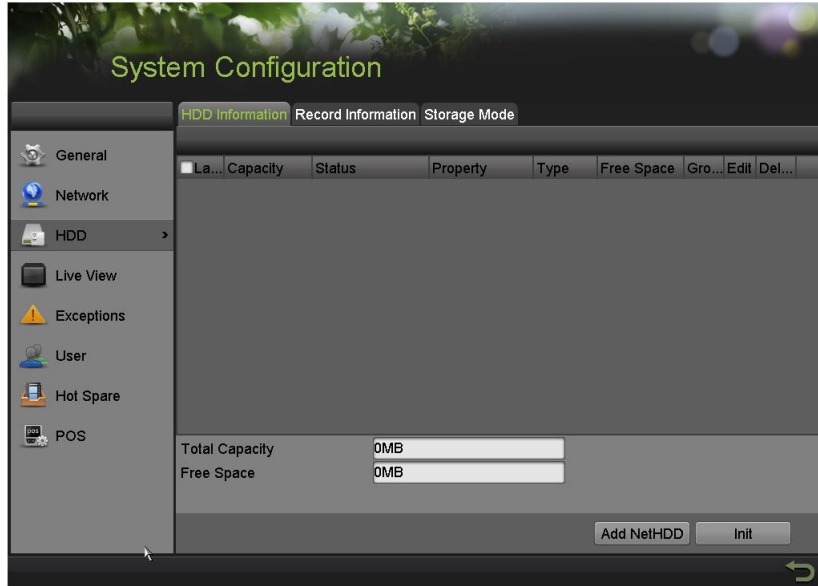 System Configuration
HDD Information Record Information Storage Mode
La... Capacity Status Property Type Free Space Gro... Edit Del...
General
Network
HDD >
Live View
Exceptions
User
Hot Spare
POS
Total Capacity 0MB
Free Space 0MB
Add NetHDD Init